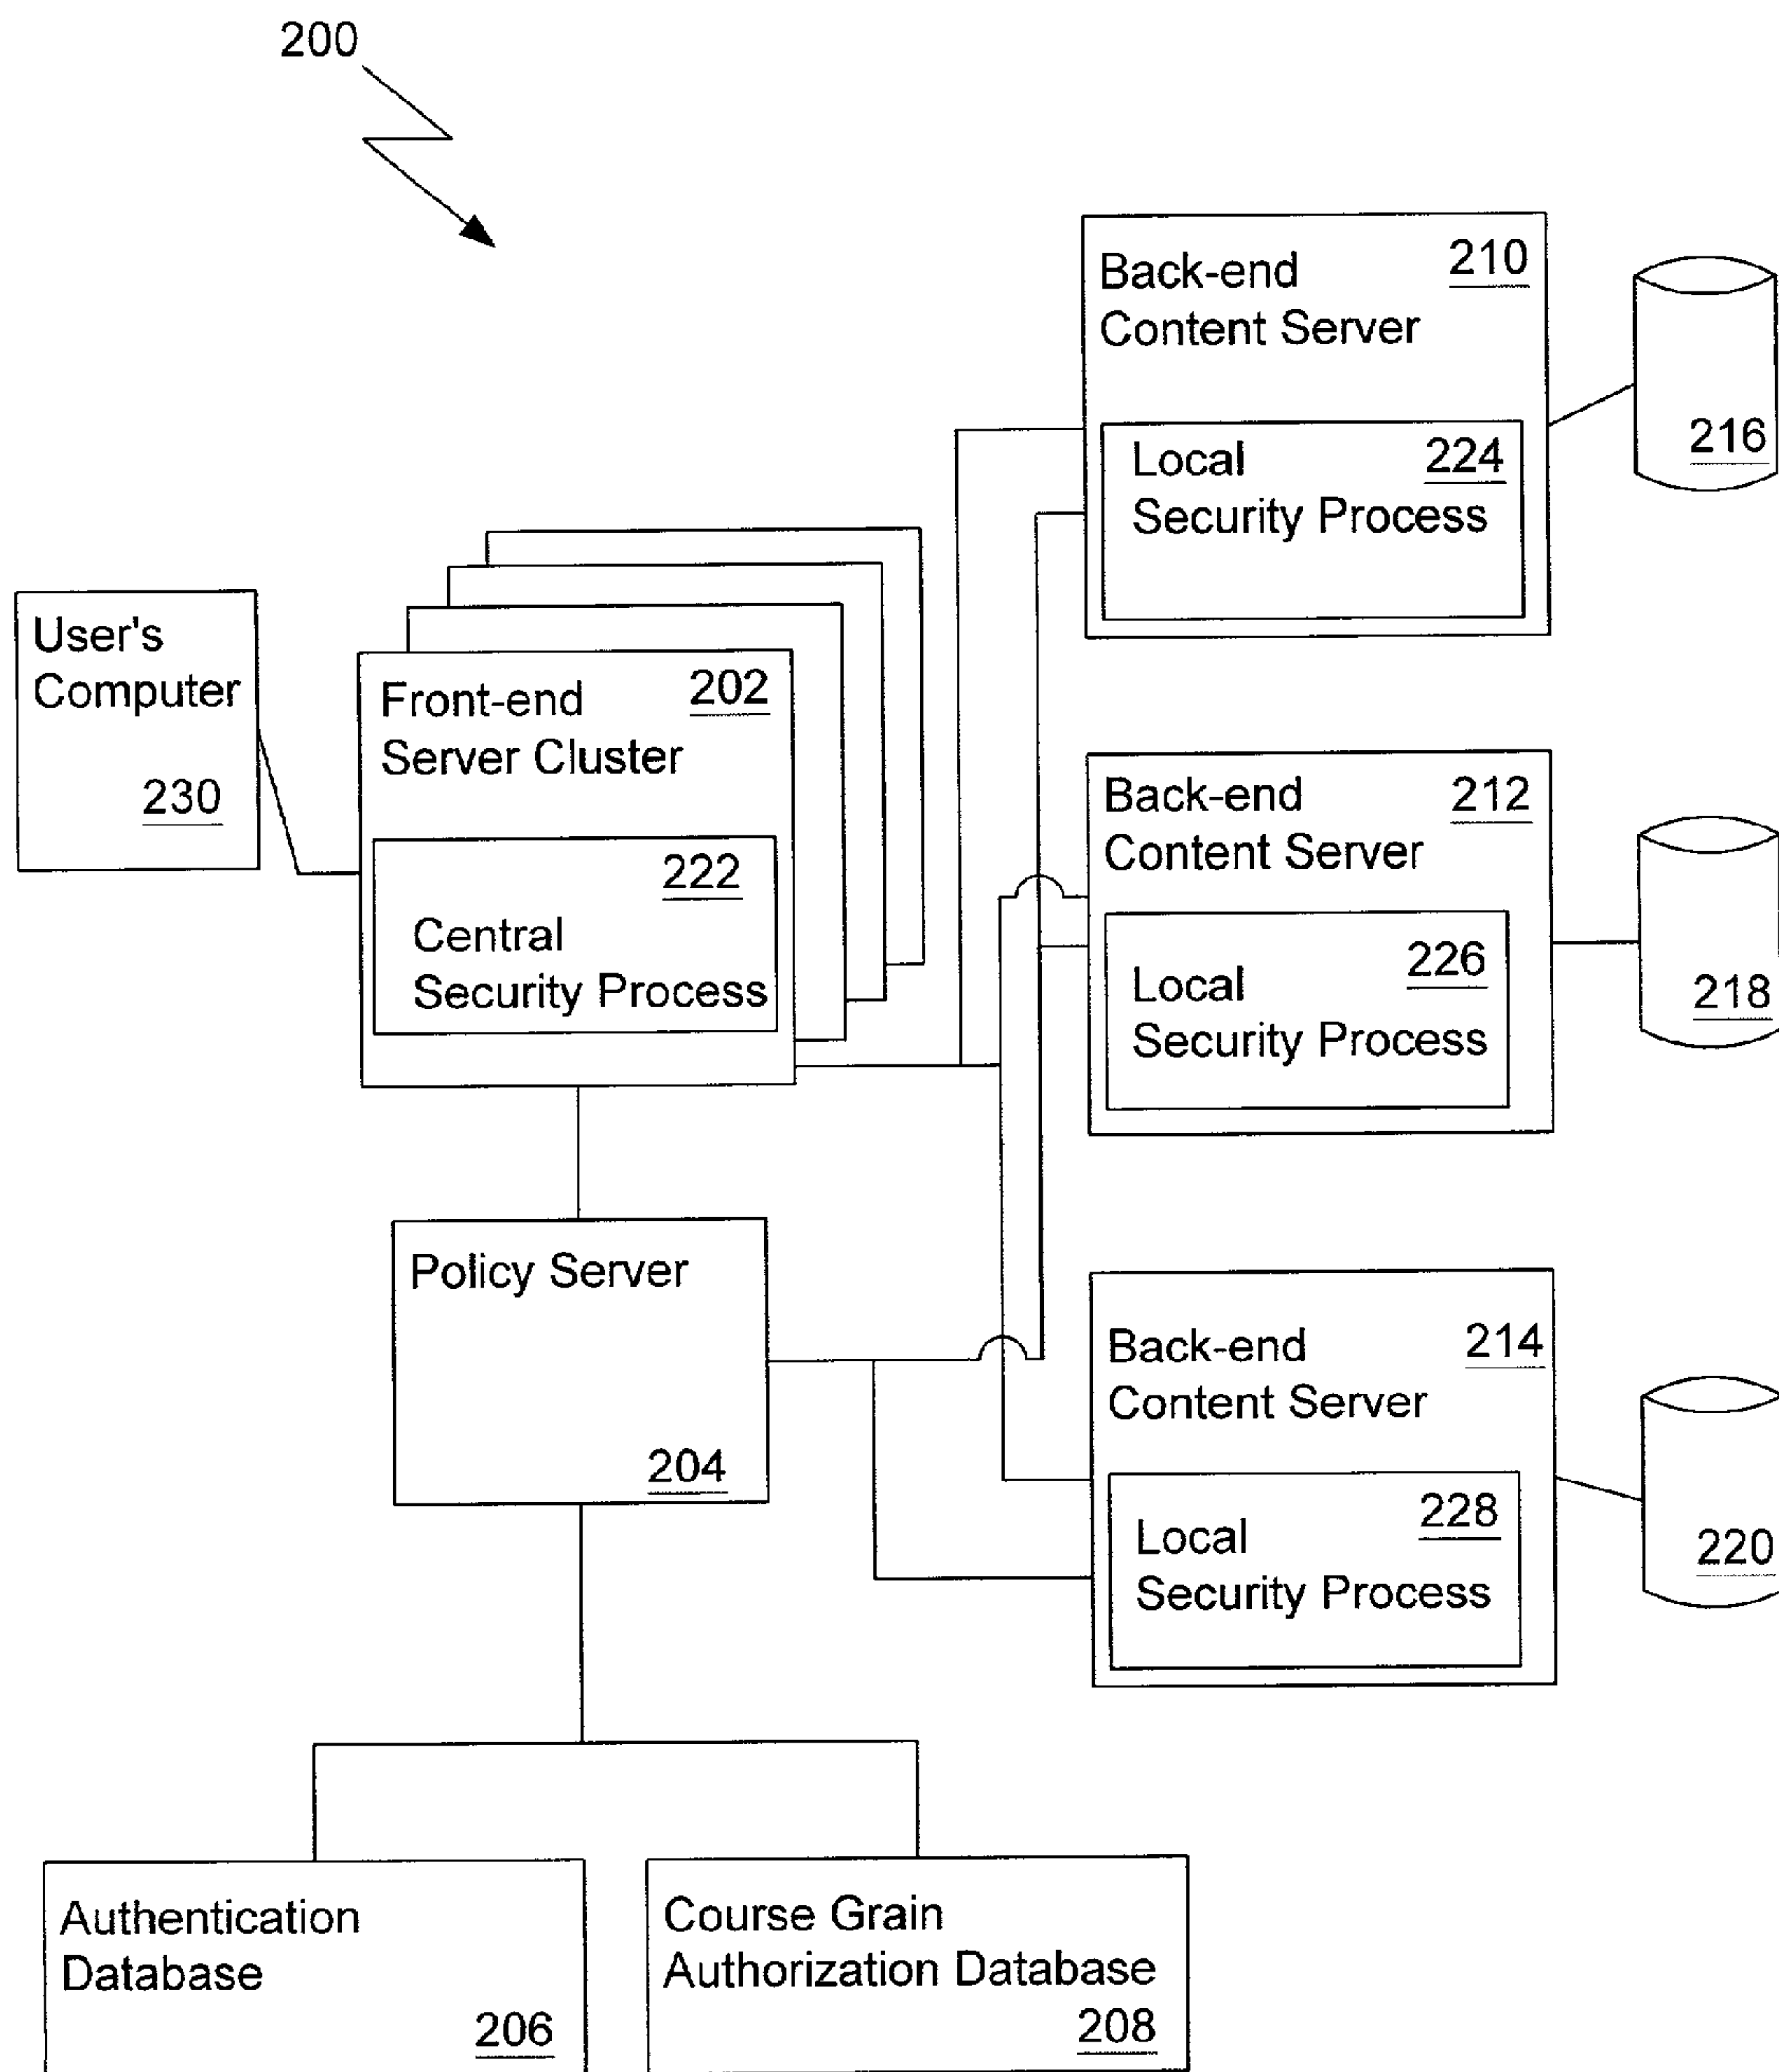 200
Back-end 210
Content Server
216
Local 224
Security Process
User's
Computer
230
Front-end 202
Server Cluster
222
Central
Security Process
Back-end 212
Content Server
218
226
Local
Security Process
Policy Server
204
Back-end 214
Content Server
220
228
Local
Security Process
Authentication
Database
206
Course Grain
Authorization Database
208